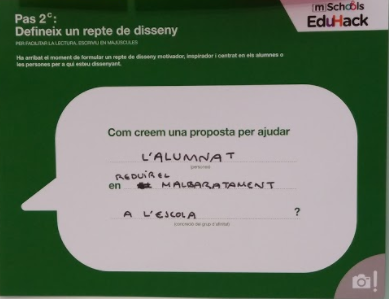 Pas 2ᶜ:
Defineix un repte de disseny
PER FACILITAR LA LECTURA, ESCRIVIU EN MAJÚSCULES
Ha arribat el moment de formular un repte de disseny motivador, inspirador i centrat en els alumnes o
les persones per a qui esteu dissenyant.
{m}Schools
EduHack
Com creem una proposta per ajudar
L'ALUMNAT
(persones)
REDUIR EL
en MALBARATAMENT
A L'ESCOLA ?